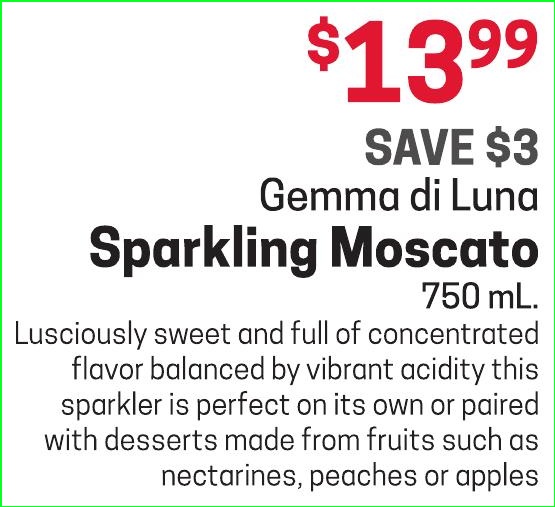 $13.99
SAVE $3
Gemma di Luna
Sparkling Moscato
750 mL.
Lusciously sweet and full of concentrated
flavor balanced by vibrant acidity this
sparkler is perfect on its own or paired
with desserts made from fruits such as
nectarines, peaches or apples